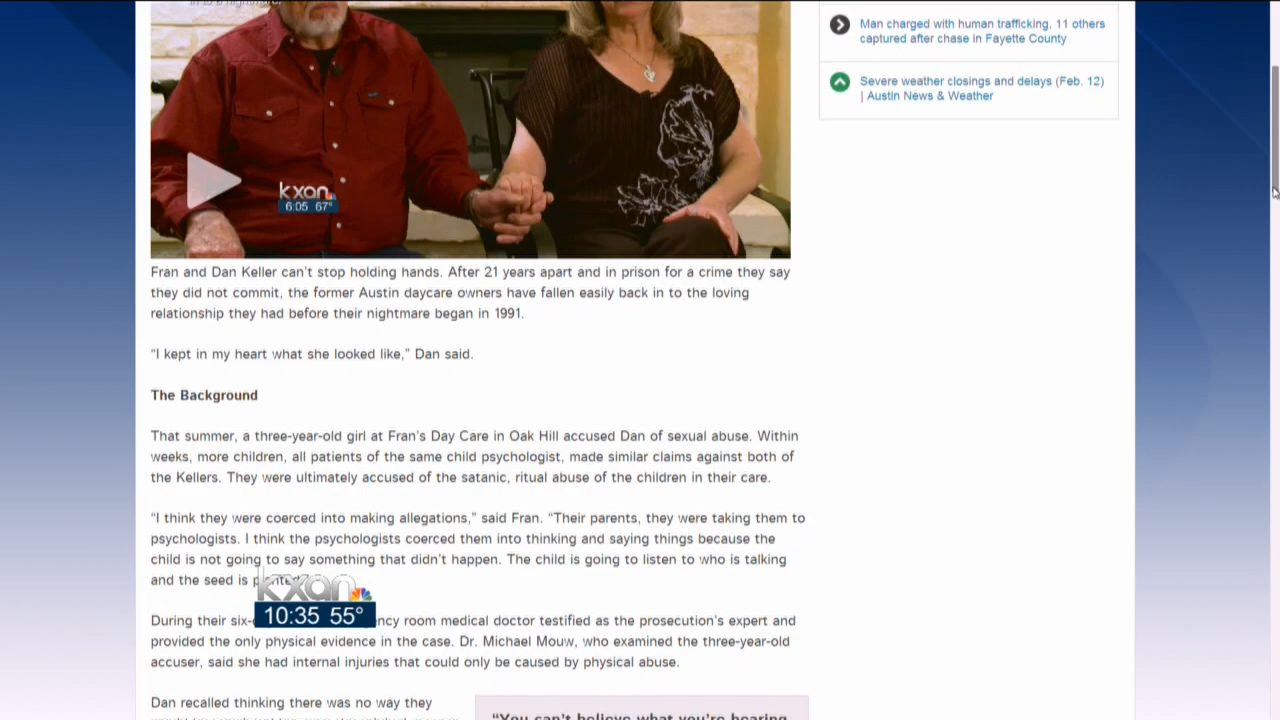 in to a nightmare.
kxan
6:05 67°
Man charged with human trafficking, 11 others
captured after chase in Fayette County
Severe weather closings and delays (Feb. 12)
| Austin News & Weather
Fran and Dan Keller can't stop holding hands. After 21 years apart and in prison for a crime they say
they did not commit, the former Austin daycare owners have fallen easily back in to the loving
relationship they had before their nightmare began in 1991.
“I kept in my heart what she looked like,” Dan said.
The Background
That summer, a three-year-old girl at Fran's Day Care in Oak Hill accused Dan of sexual abuse. Within
weeks, more children, all patients of the same child psychologist, made similar claims against both of
the Kellers. They were ultimately accused of the satanic, ritual abuse of the children in their care.
“I think they were coerced into making allegations,” said Fran. “Their parents, they were taking them to
psychologists. I think the psychologists coerced them into thinking and saying things because the
child is not going to say something that didn't happen. The child is going to listen to who is talking
and the seed is
kxan
10:35 55°
During their room medical doctor testified as the prosecution's expert and
provided the only physical evidence in the case. Dr. Michael Mouw, who examined the three-year-old
accuser, said she had internal injuries that could only be caused by physical abuse.
Dan recalled thinking there was no way they
“You can't believe what you're hearing